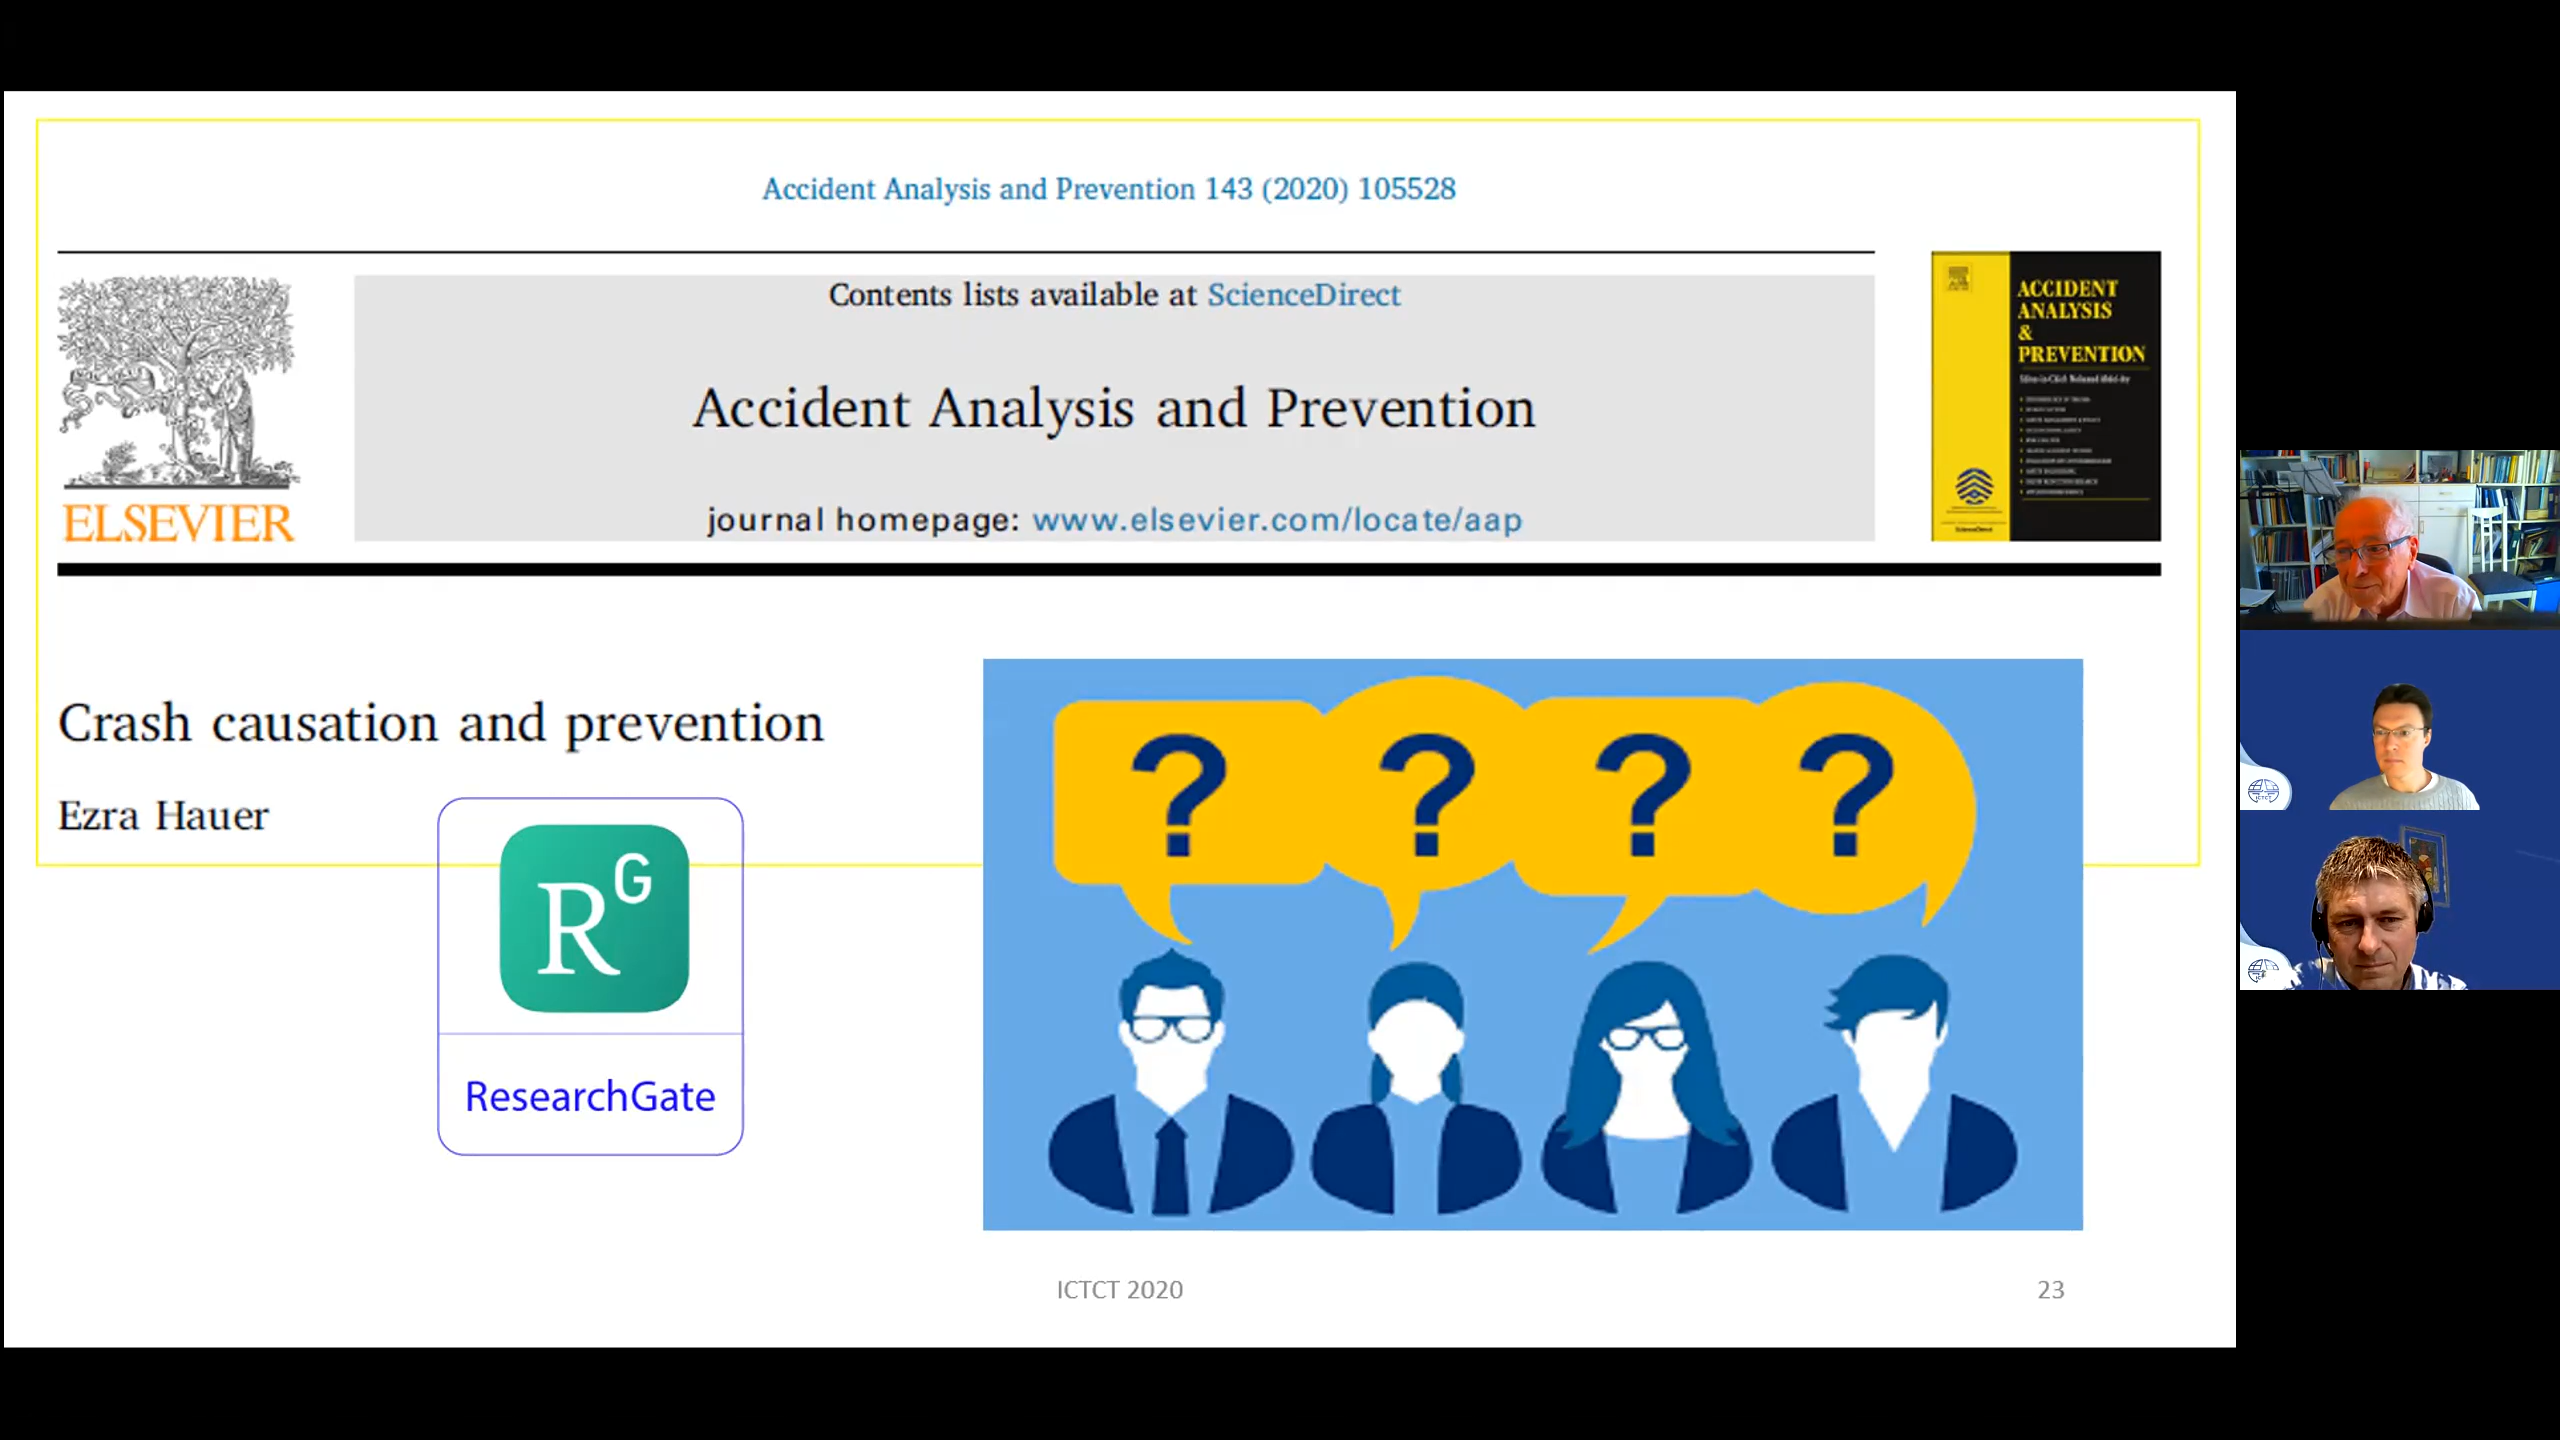 Accident Analysis and Prevention 143 (2020) 105528
Contents lists available at ScienceDirect
Accident Analysis and Prevention
journal homepage: www.elsevier.com/locate/aap
ELSEVIER
ACCIDENT
ANALYSIS
&
PREVENTION
Crash causation and prevention
Ezra Hauer
RG
ResearchGate
? ? ? ?
ICTCT 2020
23